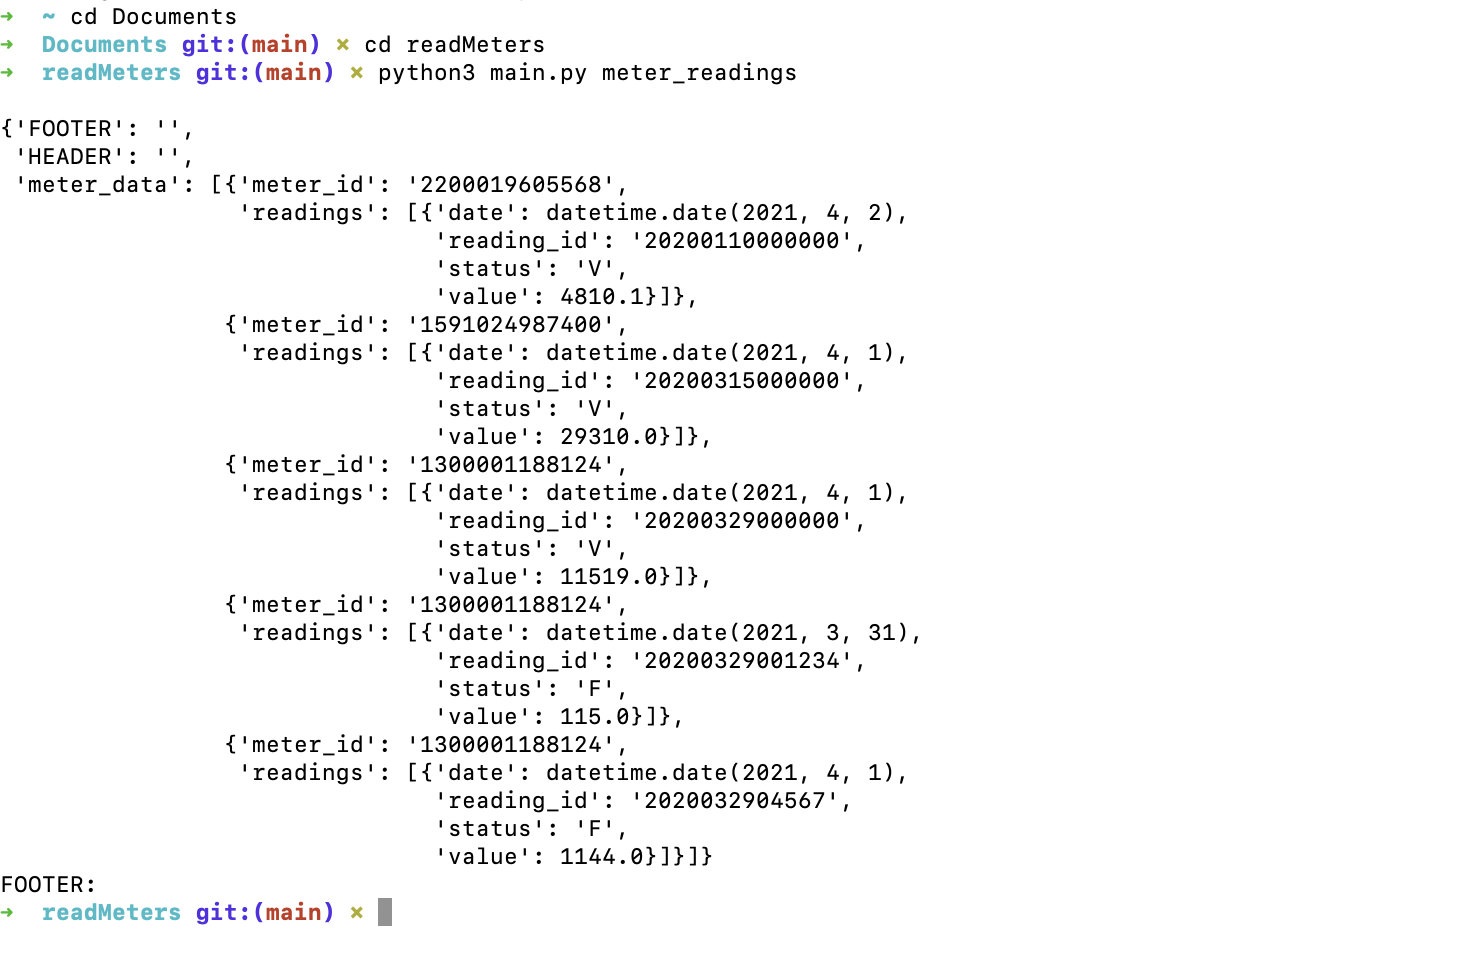 → ~ cd Documents
→ Documents git:(main) × cd readMeters
→ readMeters git:(main) × python3 main.py meter_readings
{'FOOTER': '',
 'HEADER': '',
 'meter_data': [{'meter_id': '2200019605568',
                 'readings': [{'date': datetime.date(2021, 4, 2),
                               'reading_id': '20200110000000',
                               'status': 'V',
                               'value': 4810.1}]},
                {'meter_id': '1591024987400',
                 'readings': [{'date': datetime.date(2021, 4, 1),
                               'reading_id': '20200315000000',
                               'status': 'V',
                               'value': 29310.0}]},
                {'meter_id': '1300001188124',
                 'readings': [{'date': datetime.date(2021, 4, 1),
                               'reading_id': '20200329000000',
                               'status': 'V',
                               'value': 11519.0}]},
                {'meter_id': '1300001188124',
                 'readings': [{'date': datetime.date(2021, 3, 31),
                               'reading_id': '20200329001234',
                               'status': 'F',
                               'value': 115.0}]},
                {'meter_id': '1300001188124',
                 'readings': [{'date': datetime.date(2021, 4, 1),
                               'reading_id': '2020032904567',
                               'status': 'F',
                               'value': 1144.0}]}]}
FOOTER:
→ readMeters git:(main) ×